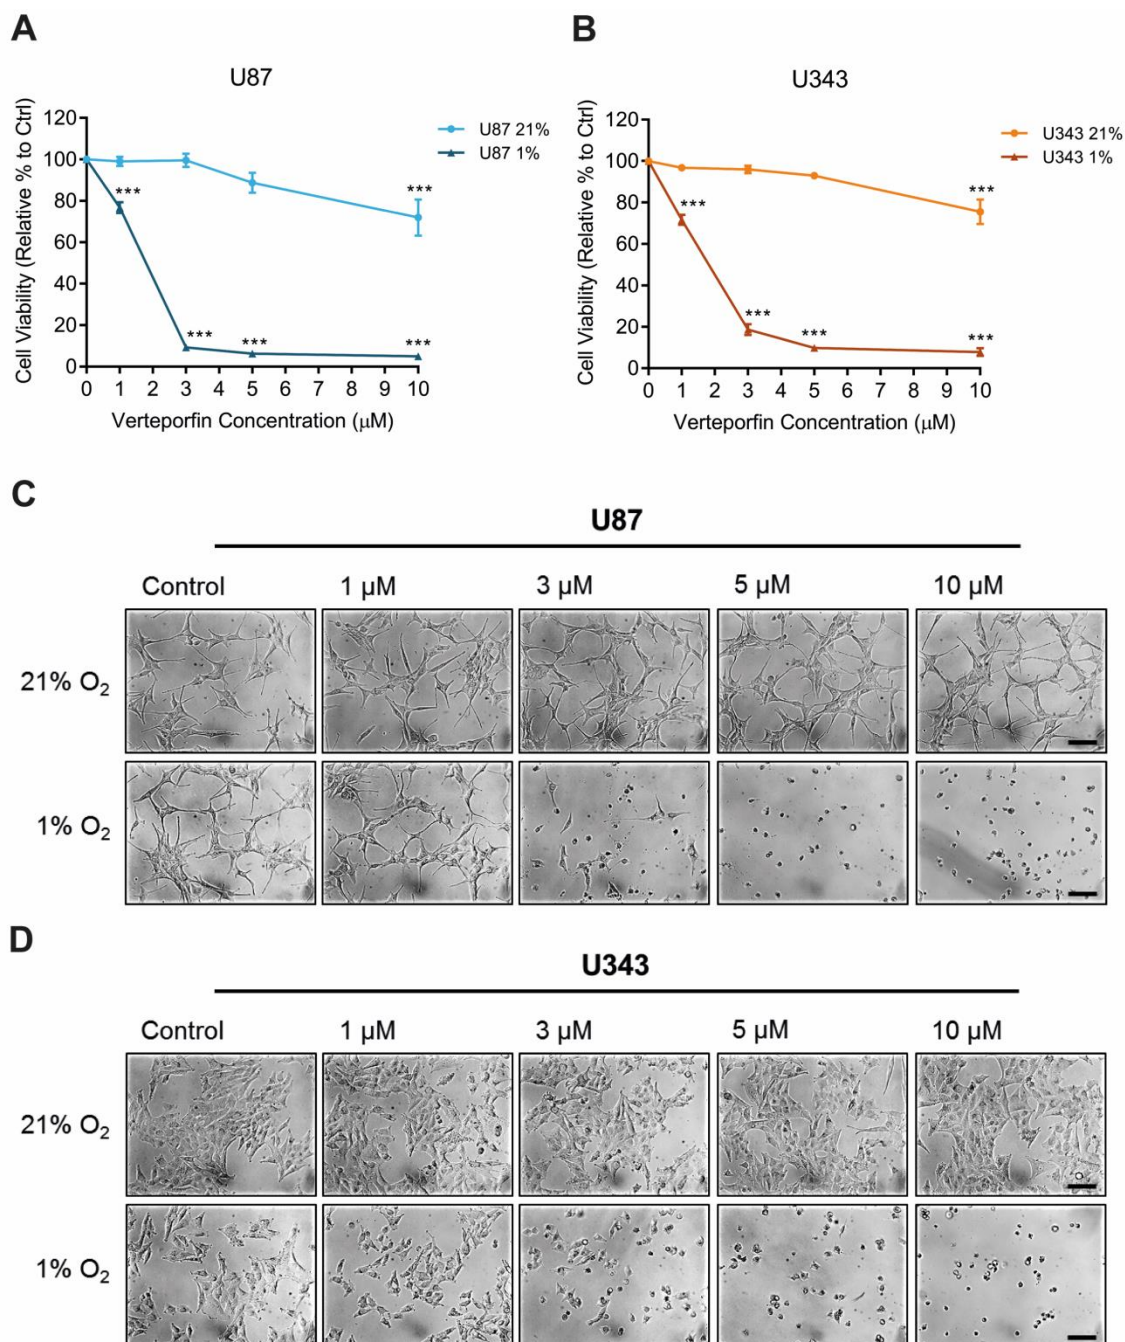 A
U87
Cell Viability (Relative % to Ctrl)
120
100
80
60
40
20
0
***
***
***
***
***
0 1 2 3 4 5 6 7 8 9 10
Verteporfin Concentration (μM)
U87 21%
U87 1%
B
U343
Cell Viability (Relative % to Ctrl)
120
100
80
60
40
20
0
***
***
***
***
***
0 1 2 3 4 5 6 7 8 9 10
Verteporfin Concentration (μM)
U343 21%
U343 1%
C
U87
Control 1 μM 3 μM 5 μM 10 μM
21% O₂
1% O₂
D
U343
Control 1 μM 3 μM 5 μM 10 μM
21% O₂
1% O₂